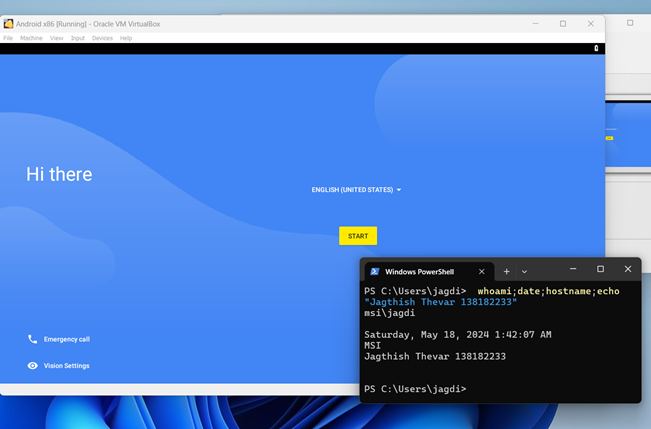 Android x86 [Running] - Oracle VM VirtualBox
File Machine View Input Devices Help
Hi there
ENGLISH (UNITED STATES)
START
Emergency call
Vision Settings
Windows PowerShell
PS C:\Users\jagdi> whoami;date;hostname;echo
"Jagthish Thevar 138182233"
msi\jagdi
Saturday, May 18, 2024 1:42:07 AM
MSI
Jagthish Thevar 138182233
PS C:\Users\jagdi>